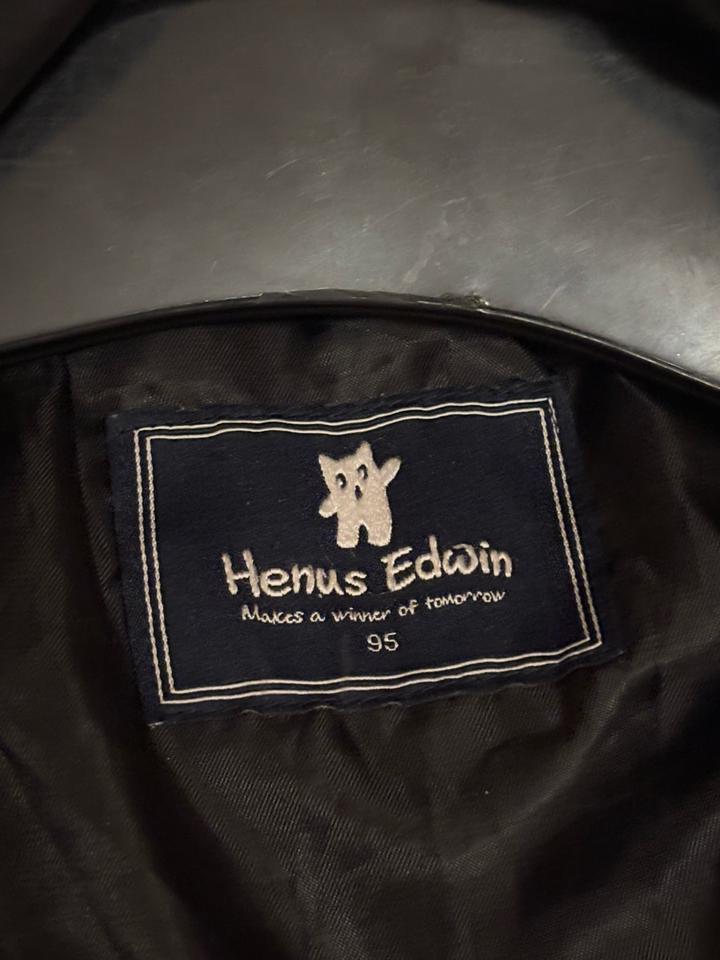 Henus Edwin
Makes a winner of tomorrow
95